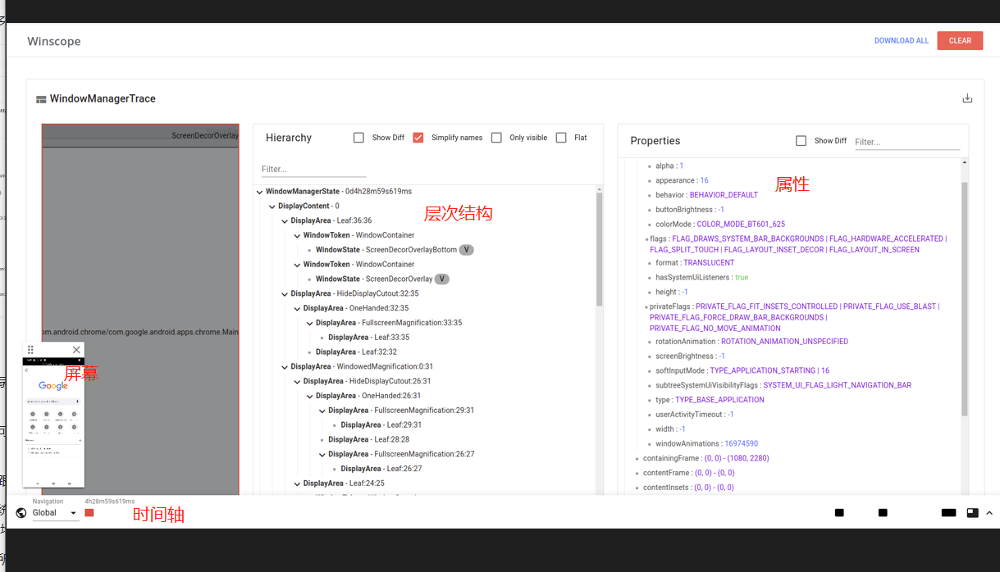 Winscope
DOWNLOAD ALL
CLEAR
WindowManagerTrace
ScreenDecorOverlay
om.android.chrome/com.google.android.apps.chrome.Main
屏幕
Google
Hierarchy
Show Diff
Simplify names
Only visible
Flat
Filter...
WindowManagerState - 0d4h28m59s619ms
DisplayContent - 0
层次结构
DisplayArea - Leaf:36:36
WindowToken - WindowContainer
WindowState - ScreenDecorOverlayBottom V
WindowToken - WindowContainer
WindowState - ScreenDecorOverlay V
DisplayArea - HideDisplayCutout:32:35
DisplayArea - OneHanded:32:35
DisplayArea - FullscreenMagnification:33:35
DisplayArea - Leaf:33:35
DisplayArea - Leaf:32:32
DisplayArea - WindowedMagnification:0:31
DisplayArea - HideDisplayCutout:26:31
DisplayArea - OneHanded:26:31
DisplayArea - FullscreenMagnification:29:31
DisplayArea - Leaf:29:31
DisplayArea - Leaf:28:28
DisplayArea - FullscreenMagnification:26:27
DisplayArea - Leaf:26:27
DisplayArea - Leaf:24:25
Properties
Show Diff
Filter...
alpha : 1
appearance : 16
属性
behavior : BEHAVIOR_DEFAULT
buttonBrightness : -1
colorMode : COLOR_MODE_BT601_625
flags : FLAG_DRAWS_SYSTEM_BAR_BACKGROUNDS | FLAG_HARDWARE_ACCELERATED |
FLAG_SPLIT_TOUCH | FLAG_LAYOUT_INSET_DECOR | FLAG_LAYOUT_IN_SCREEN
format : TRANSLUCENT
hasSystemUiListeners : true
height : -1
privateFlags : PRIVATE_FLAG_FIT_INSETS_CONTROLLED | PRIVATE_FLAG_USE_BLAST |
PRIVATE_FLAG_FORCE_DRAW_BAR_BACKGROUNDS |
PRIVATE_FLAG_NO_MOVE_ANIMATION
rotationAnimation : ROTATION_ANIMATION_UNSPECIFIED
screenBrightness : -1
softInputMode : TYPE_APPLICATION_STARTING | 16
subtreeSystemUiVisibilityFlags : SYSTEM_UI_FLAG_LIGHT_NAVIGATION_BAR
type : TYPE_BASE_APPLICATION
userActivityTimeout : -1
width : -1
windowAnimations : 16974590
containingFrame : (0, 0) - (1080, 2280)
contentFrame : (0, 0) - (0, 0)
contentInsets : (0, 0) - (0, 0)
Navigation
Global
4h28m59s619ms
时间轴